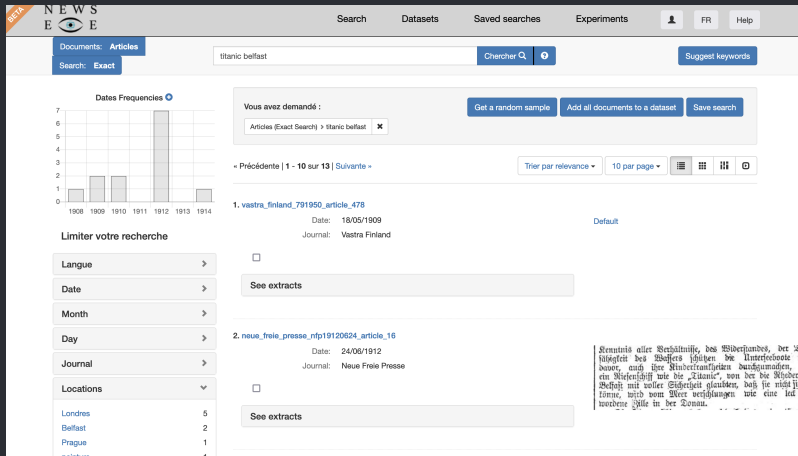 BETA
NEWS
E E
Search Datasets Saved searches Experiments FR Help
Documents: Articles
Search: Exact
titanic belfast
Chercher
Suggest keywords
Dates Frequencies
7
6
5
4
3
2
1
0
1908 1909 1910 1911 1912 1913 1914
Limiter votre recherche
Langue
Date
Month
Day
Journal
Locations
Londres 5
Belfast 2
Prague 1
Vous avez demandé :
Get a random sample Add all documents to a dataset Save search
Articles (Exact Search) > titanic belfast ✖
« Précédente | 1 - 10 sur 13 | Suivante »
Trier par relevance 10 par page
1. vastra_finland_791950_article_478
Date: 18/05/1909
Journal: Vastra Finland
Default
See extracts
2. neue_freie_presse_nfp19120624_article_16
Date: 24/06/1912
Journal: Neue Freie Presse
See extracts
Kenntnis aller Verhältnisse, des Widerstandes, der
fähigkeit des Wassers schützen die Unterseeboote
davor, auch ihre Kinderkrankheiten durchzumachen,
ein Riesenschiff wie die „Titanic“, von der die Rheder
Belfast mit voller Sicherheit glaubten, daß sie nicht
könne, wird vom Meer verschlungen wie eine
wordene Zille in der Donau.